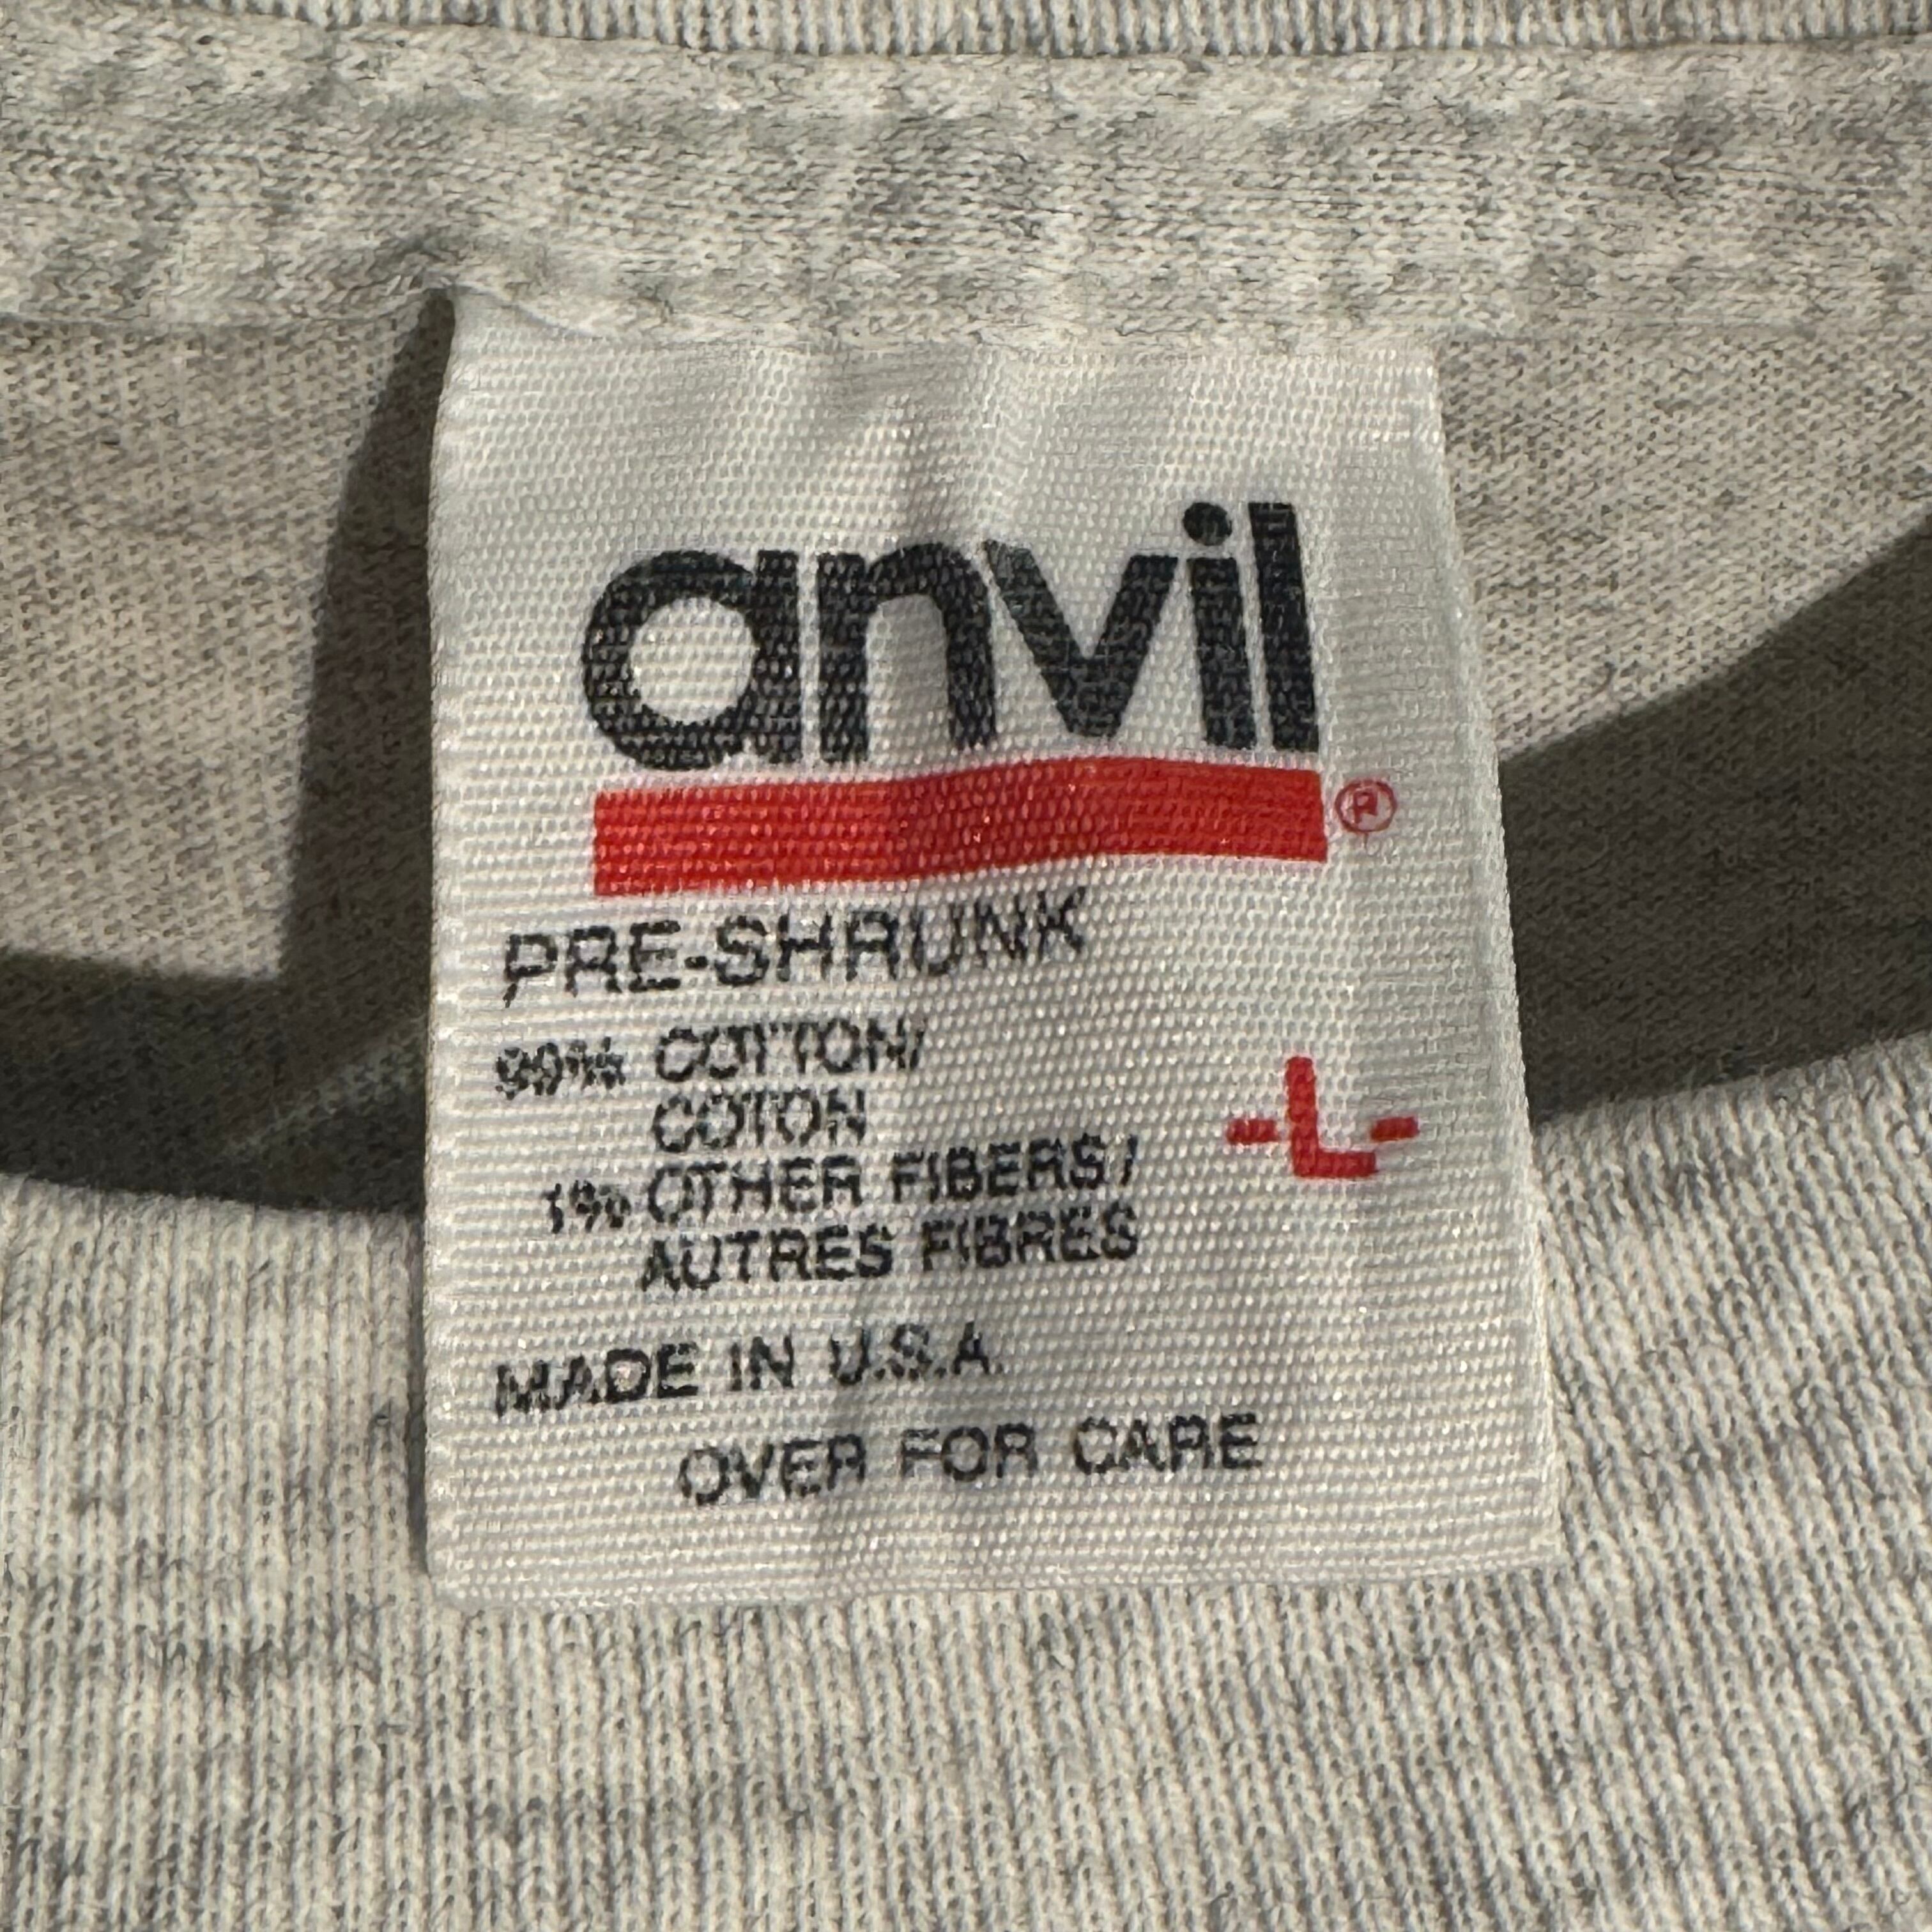 anvil
®
PRE-SHRUNK
99% COTTON/
COTON
1% OTHER FIBERS/
AUTRES FIBRES
-L-
MADE IN U.S.A.
OVER FOR CARE